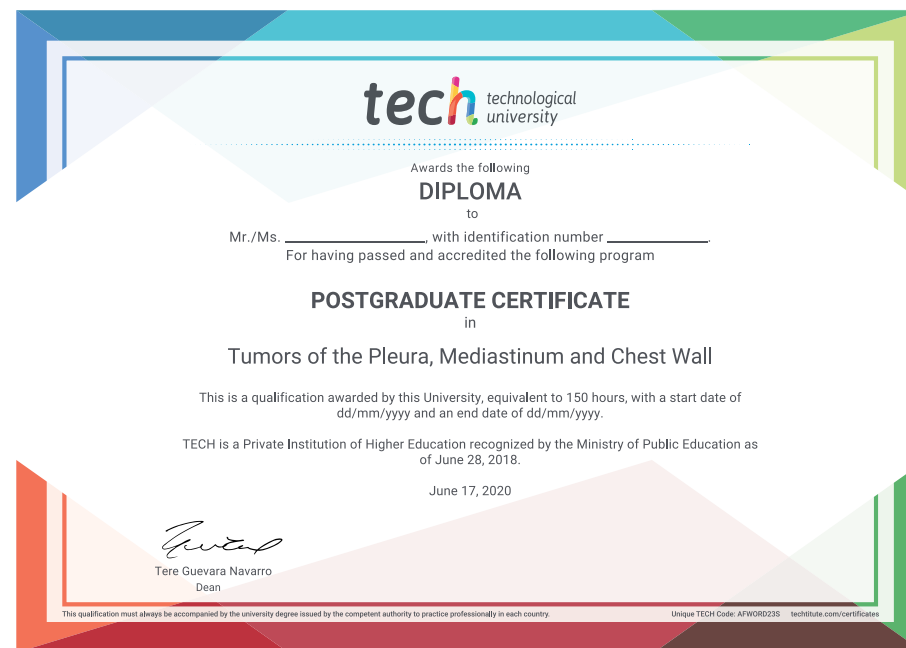 tech technological
university
Awards the following
DIPLOMA
to
Mr./Ms. ____________________, with identification number ______________.
For having passed and accredited the following program
POSTGRADUATE CERTIFICATE
in
Tumors of the Pleura, Mediastinum and Chest Wall
This is a qualification awarded by this University, equivalent to 150 hours, with a start date of
dd/mm/yyyy and an end date of dd/mm/yyyy.
TECH is a Private Institution of Higher Education recognized by the Ministry of Public Education as
of June 28, 2018.
June 17, 2020
Tere Guevara Navarro
Dean
This qualification must always be accompanied by the university degree issued by the competent authority to practice professionally in each country. Unique TECH Code: AFWORD23S techtitute.com/certificates